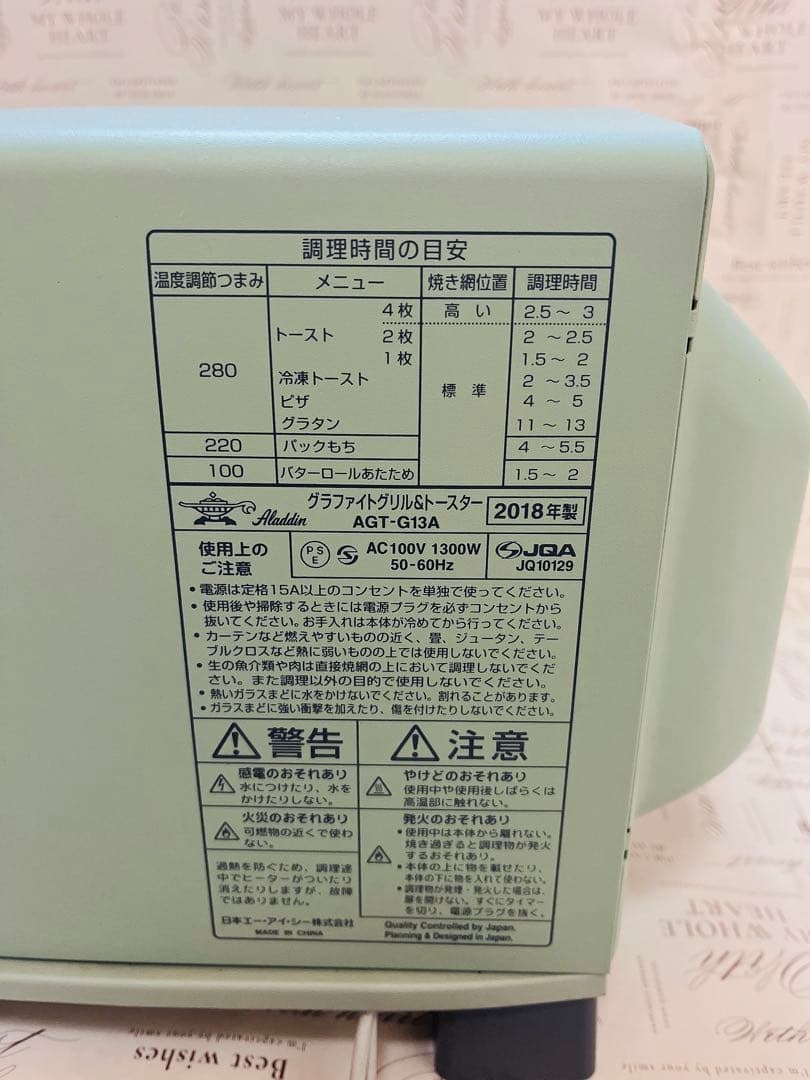 MY WHOLE
HEART
MY WHOLE
HEART
調理時間の目安
温度調節つまみ メニュー 焼き網位置 調理時間
280 トースト 4枚 高い 2.5～3
2枚 標準 2～2.5
1枚 1.5～2
冷凍トースト 2～3.5
ピザ 4～5
グラタン 11～13
220 パックもち 4～5.5
100 バターロールあたため 1.5～2
Aladdin グラファイトグリル&トースター
AGT-G13A 2018年製
使用上の
ご注意
PSE AC100V 1300W
50-60Hz
JQA
JQ10129
・電源は定格15A以上のコンセントを単独で使ってください。
・使用後や掃除するときには電源プラグを必ずコンセントから
抜いてください。お手入れは本体が冷めてから行ってください。
・カーテンなど燃えやすいものの近く、畳、ジュータン、テー
ブルクロスなど熱に弱いものの上では使用しないでください。
・生の魚介類や肉は直接焼網の上において調理しないでくだ
さい。また調理以外の目的で使用しないでください。
・熱いガラスまどに水をかけないでください。割れることがあります。
・ガラスまどに強い衝撃を加えたり、傷を付けたりしないでください。
警告
感電のおそれあり
水につけたり、水を
かけたりしない。
火災のおそれあり
可燃物の近くで使わ
ない。
過熱を防ぐため、調理途
中でヒーターがついたり
消えたりしますが、故障
ではありません。
日本エー・アイ・シー株式会社
MADE IN CHINA
注意
やけどのおそれあり
使用中や使用後しばらくは
高温部に触れない。
発火のおそれあり
・使用中は本体から離れない。
焼き過ぎると調理物が発火
するおそれあり。
・本体の上に物を載せたり、
本体の下に物を入れて使わない。
・調理物が発煙・発火した場合は、
扉を開けない。すぐにタイマー
を切り、電源プラグを抜く。
Quality Controlled by Japan.
Planning & Designed in Japan.
MY WHOLE
HEART
With
Best wishes
I'm captivated by your smile